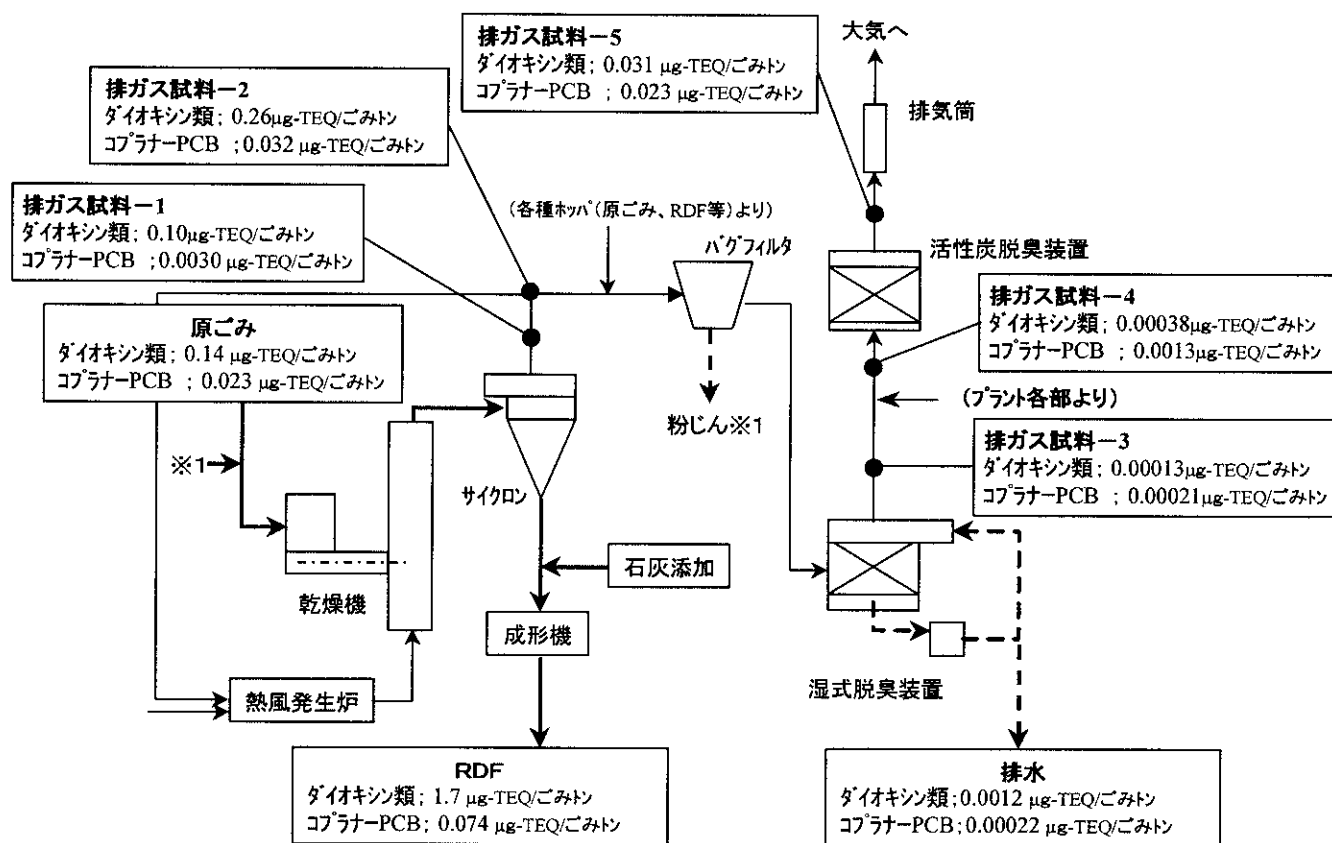 排ガス試料－5
ダイオキシン類; 0.031 μg-TEQ/ごみトン
コプラナーPCB ; 0.023 μg-TEQ/ごみトン
大気へ
排気筒
排ガス試料－2
ダイオキシン類; 0.26μg-TEQ/ごみトン
コプラナーPCB ;0.032 μg-TEQ/ごみトン
排ガス試料－1
ダイオキシン類; 0.10μg-TEQ/ごみトン
コプラナーPCB ;0.0030 μg-TEQ/ごみトン
(各種ホッパ(原ごみ、RDF等)より)
バグフィルタ
活性炭脱臭装置
排ガス試料－4
ダイオキシン類; 0.00038μg-TEQ/ごみトン
コプラナーPCB ; 0.0013μg-TEQ/ごみトン
原ごみ
ダイオキシン類; 0.14 μg-TEQ/ごみトン
コプラナーPCB ; 0.023 μg-TEQ/ごみトン
粉じん※1
(プラント各部より)
排ガス試料－3
ダイオキシン類; 0.00013μg-TEQ/ごみトン
コプラナーPCB ; 0.00021μg-TEQ/ごみトン
※1
サイクロン
石灰添加
乾燥機
成形機
湿式脱臭装置
熱風発生炉
RDF
ダイオキシン類; 1.7 μg-TEQ/ごみトン
コプラナーPCB; 0.074 μg-TEQ/ごみトン
排水
ダイオキシン類;0.0012 μg-TEQ/ごみトン
コプラナーPCB;0.00022 μg-TEQ/ごみトン